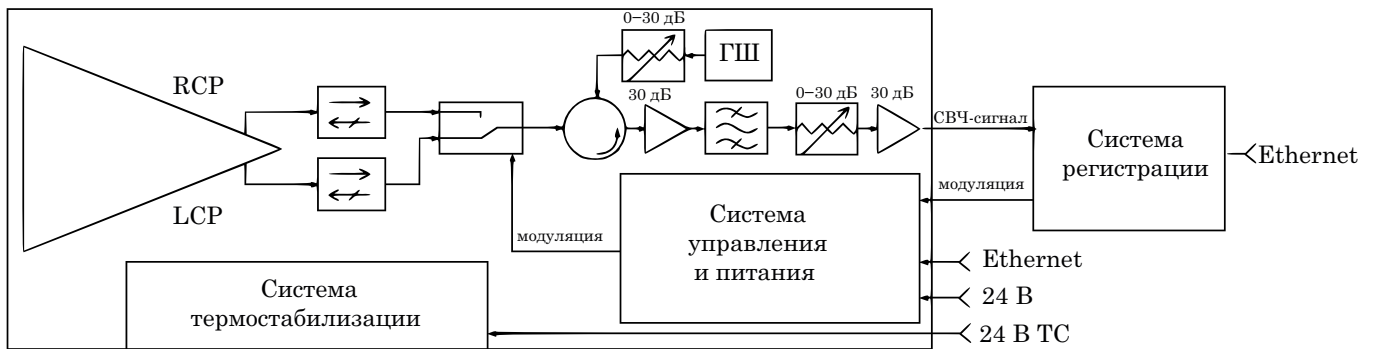 0−30 дБ
ГШ
RCP
30 дБ
0−30 дБ
30 дБ
СВЧ-сигнал
Система
регистрации
Ethernet
LCP
модуляция
Система
управления
и питания
модуляция
Ethernet
24 В
Система
термостабилизации
24 В ТС